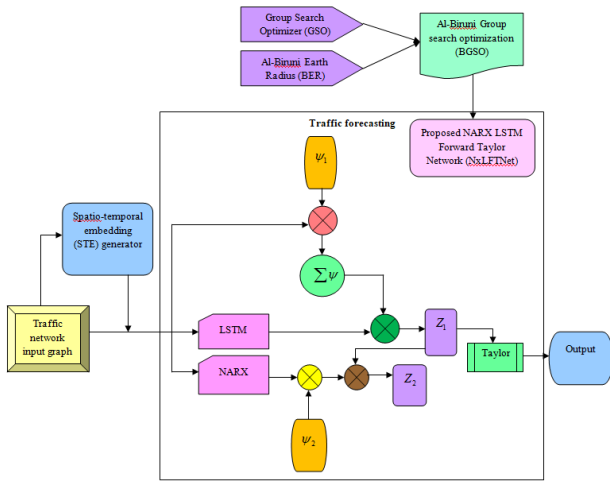 Group Search
Optimizer (GSO)
Al-Biruni Earth
Radius (BER)
Al-Biruni Group
search optimization
(BGSO)
Traffic forecasting
Proposed NARX LSTM
Forward Taylor
Network (NxLFTNet)
ψ₁
Spatio-temporal
embedding
(STE) generator
∑ψ
Traffic
network
input graph
LSTM
Z₁
Taylor
Output
NARX
Z₂
ψ₂